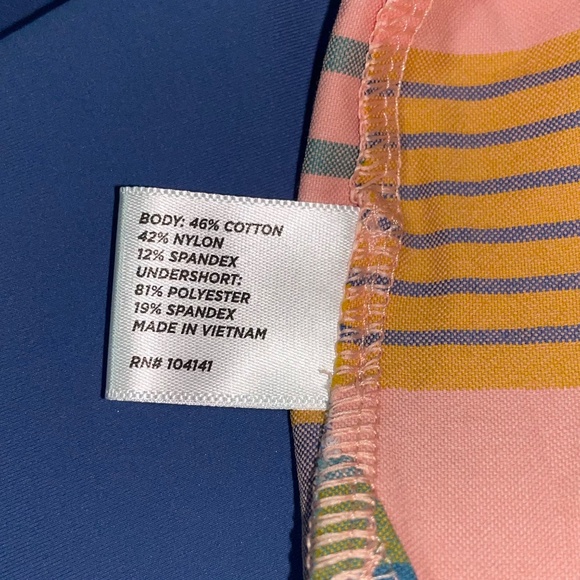 BODY: 46% COTTON
42% NYLON
12% SPANDEX
UNDERSHORT:
81% POLYESTER
19% SPANDEX
MADE IN VIETNAM
RN# 104141